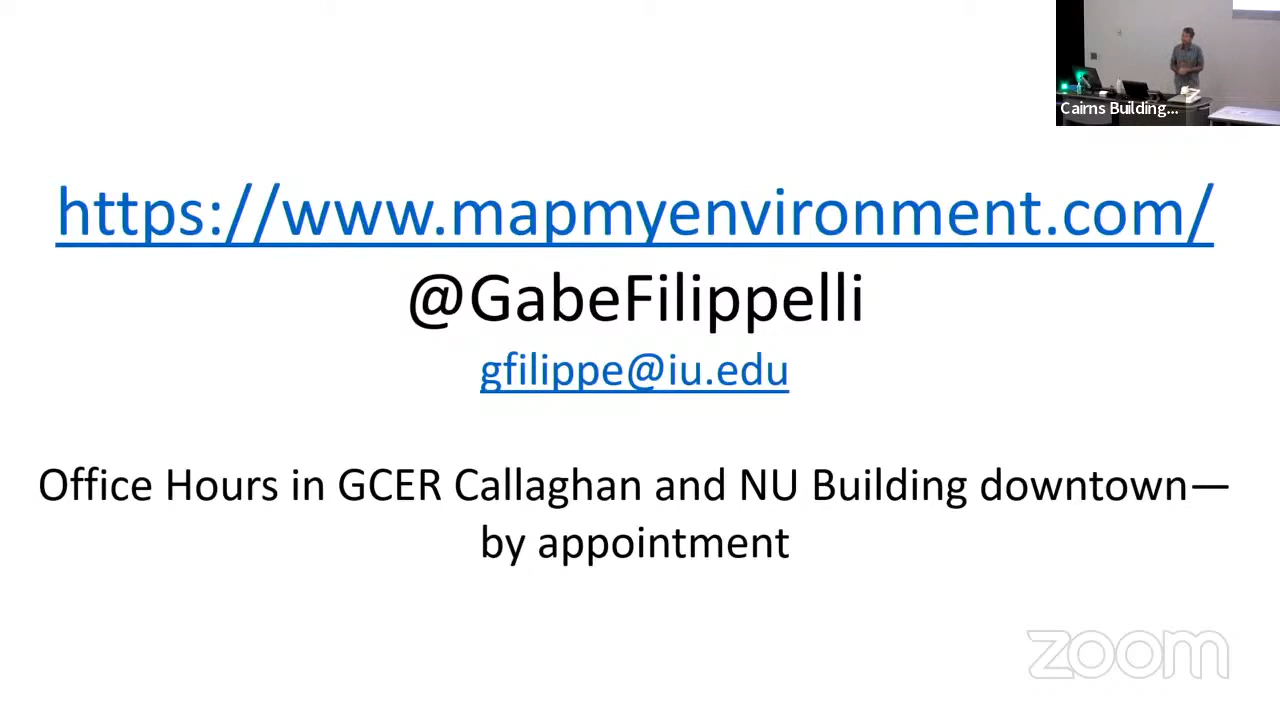 Cairns Building...
https://www.mapmyenvironment.com/
@GabeFilippelli
gfilippe@iu.edu
Office Hours in GCER Callaghan and NU Building downtown—
by appointment
zoom